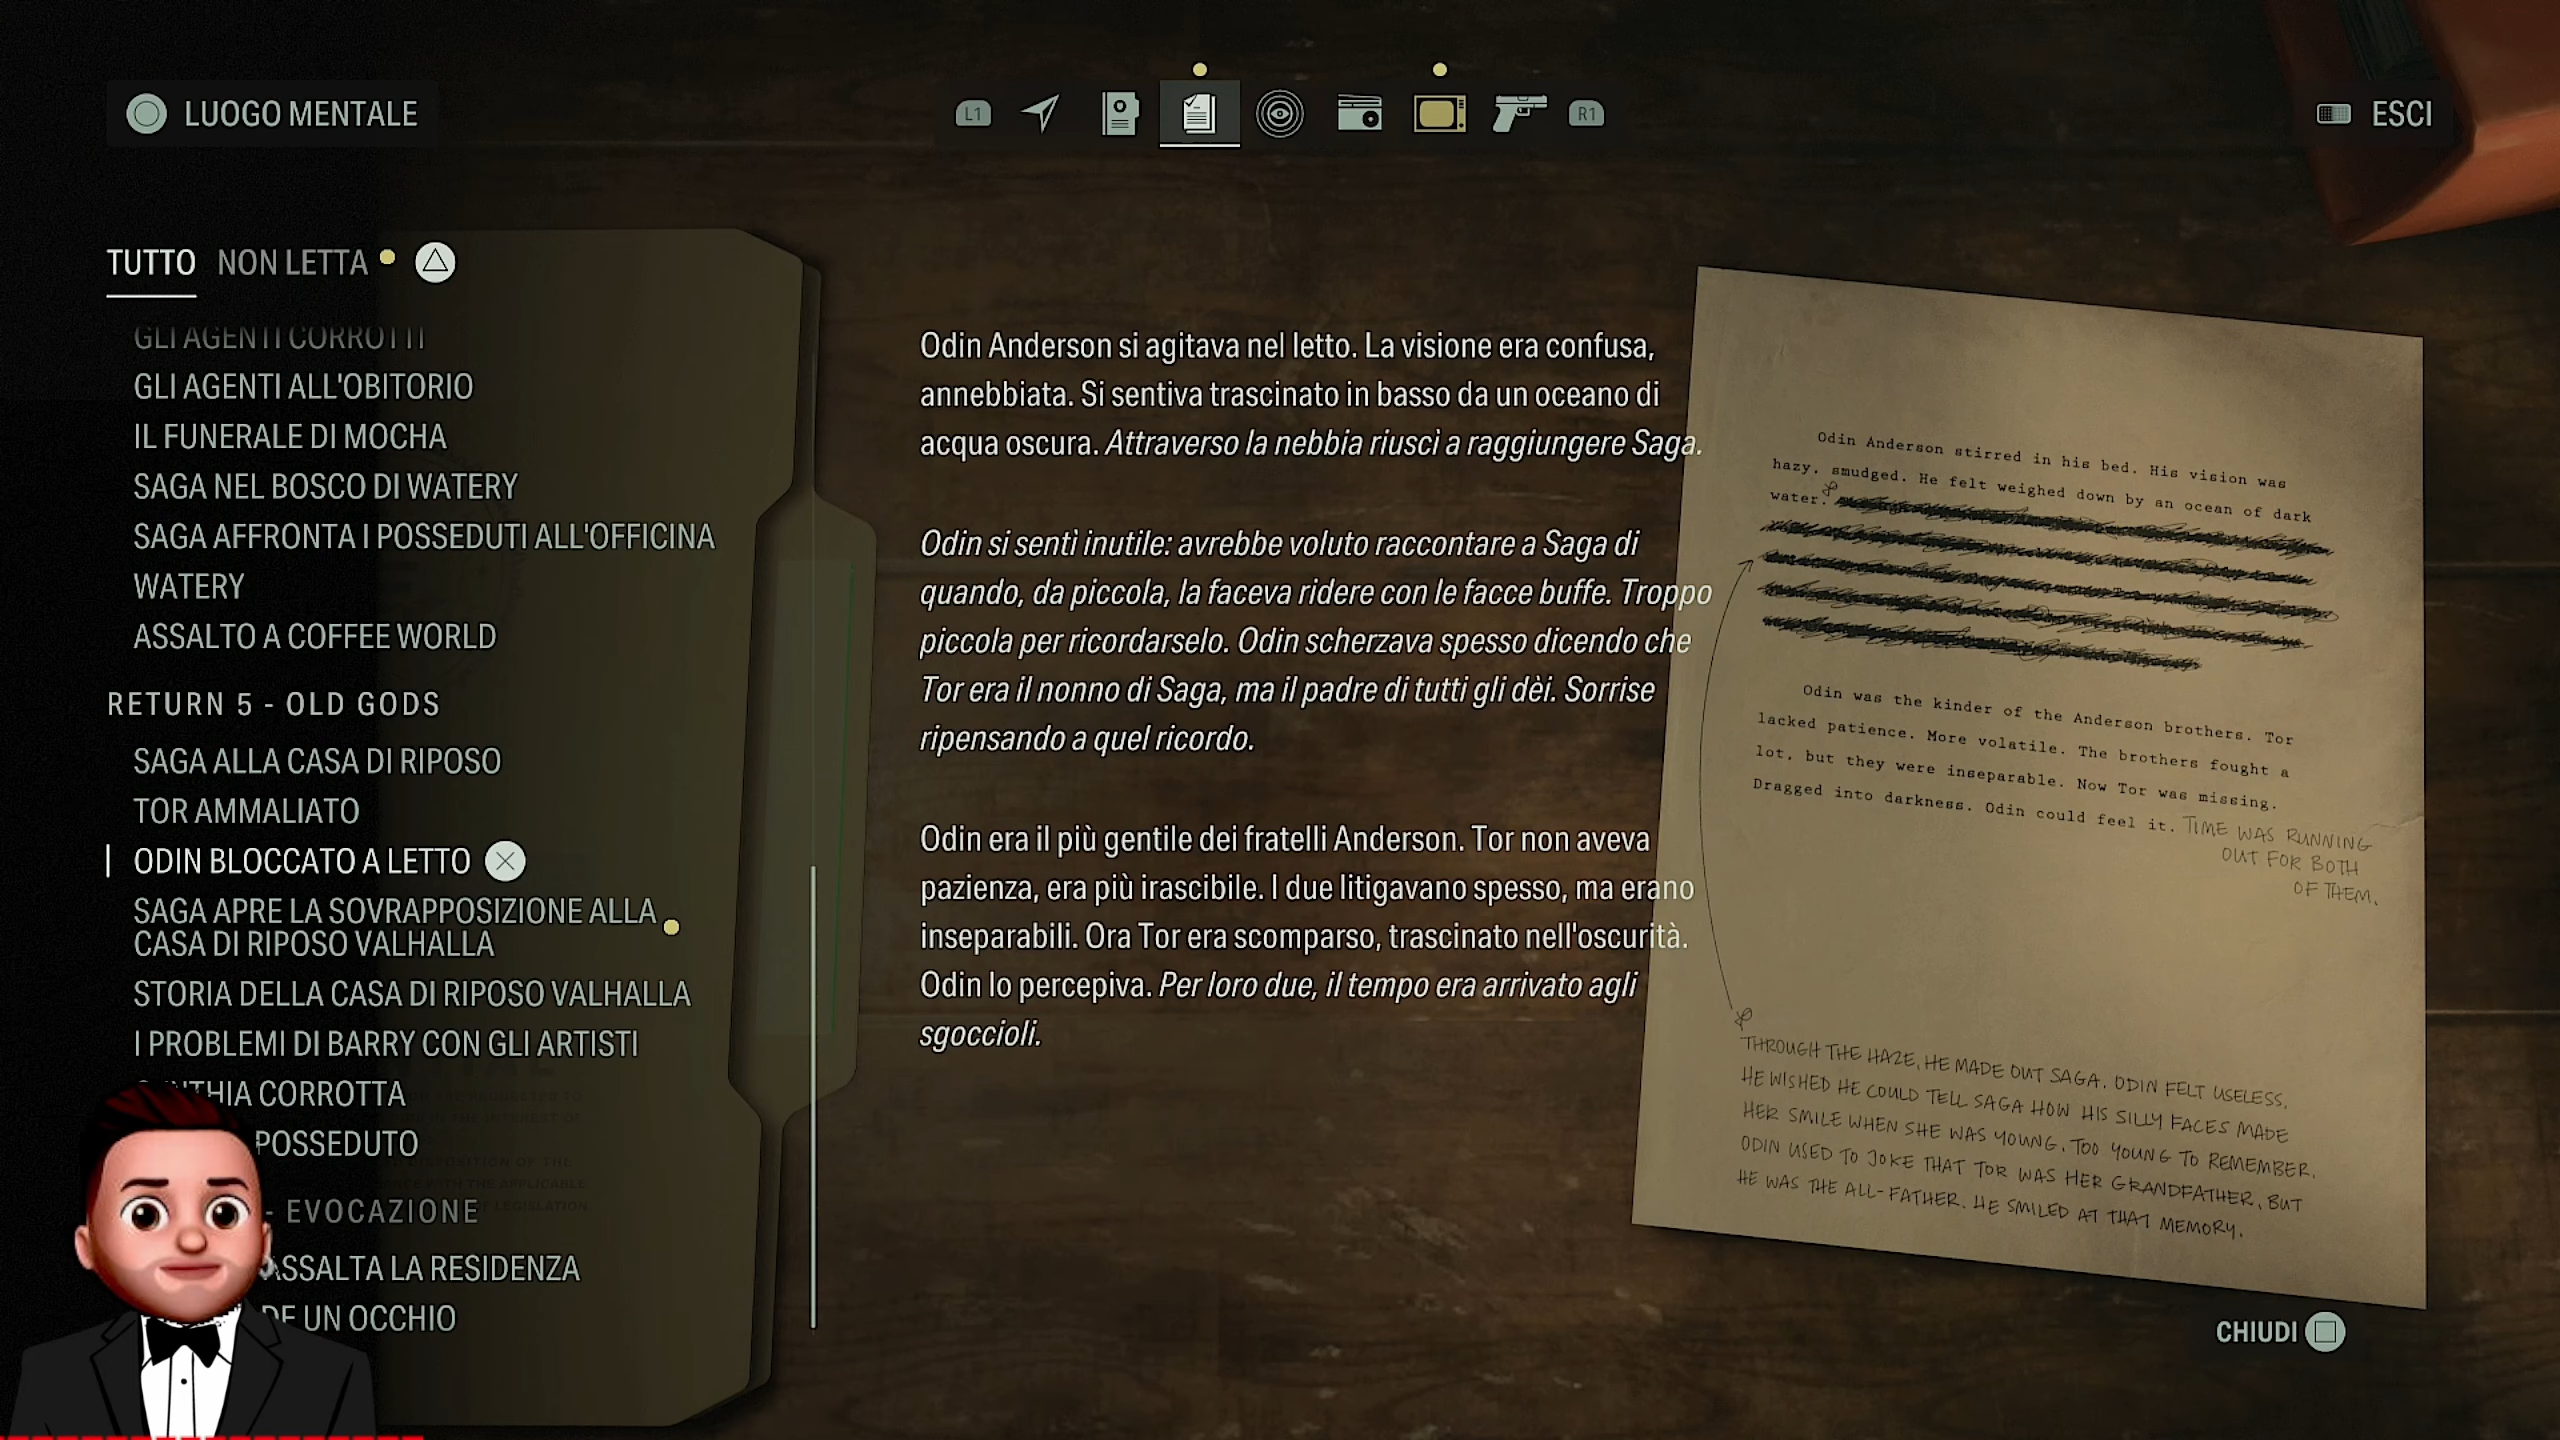 LUOGO MENTALE
L1
R1
ESCI
TUTTO NON LETTA
GLI AGENTI CORROTTI
GLI AGENTI ALL'OBITORIO
IL FUNERALE DI MOCHA
SAGA NEL BOSCO DI WATERY
SAGA AFFRONTA I POSSEDUTI ALL'OFFICINA
WATERY
ASSALTO A COFFEE WORLD
RETURN 5 - OLD GODS
SAGA ALLA CASA DI RIPOSO
TOR AMMALIATO
ODIN BLOCCATO A LETTO
SAGA APRE LA SOVRAPPOSIZIONE ALLA
CASA DI RIPOSO VALHALLA
STORIA DELLA CASA DI RIPOSO VALHALLA
I PROBLEMI DI BARRY CON GLI ARTISTI
CORROTTA
POSSEDUTO
- EVOCAZIONE
ASSALTA LA RESIDENZA
UN OCCHIO
Odin Anderson si agitava nel letto. La visione era confusa,
annebbiata. Si sentiva trascinato in basso da un oceano di
acqua oscura. Attraverso la nebbia riuscì a raggiungere Saga.
Odin si sentì inutile: avrebbe voluto raccontare a Saga di
quando, da piccola, la faceva ridere con le facce buffe. Troppo
piccola per ricordarselo. Odin scherzava spesso dicendo che
Tor era il nonno di Saga, ma il padre di tutti gli dèi. Sorrise
ripensando a quel ricordo.
Odin era il più gentile dei fratelli Anderson. Tor non aveva
pazienza, era più irascibile. I due litigavano spesso, ma erano
inseparabili. Ora Tor era scomparso, trascinato nell'oscurità.
Odin lo percepiva. Per loro due, il tempo era arrivato agli
sgoccioli.
Odin Anderson stirred in his bed. His vision was
hazy, smudged. He felt weighed down by an ocean of dark
water.
Odin was the kinder of the Anderson brothers. Tor
lacked patience. More volatile. The brothers fought a
lot, but they were inseparable. Now Tor was missing.
Dragged into darkness. Odin could feel it. TIME WAS RUNNING
OUT FOR BOTH
OF THEM.
THROUGH THE HAZE, HE MADE OUT SAGA. ODIN FELT USELESS.
HE WISHED HE COULD TELL SAGA HOW HIS SILLY FACES MADE
HER SMILE WHEN SHE WAS YOUNG. TOO YOUNG TO REMEMBER.
ODIN USED TO JOKE THAT TOR WAS HER GRANDFATHER, BUT
HE WAS THE ALL-FATHER. HE SMILED AT THAT MEMORY.
CHIUDI